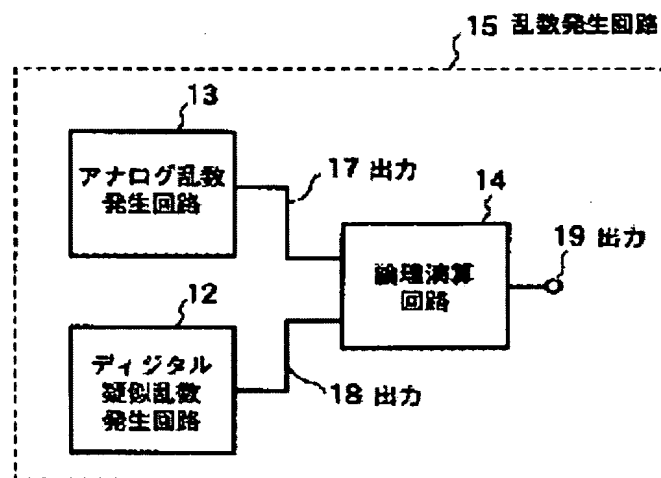 15 乱数発生回路
13
アナログ乱数
発生回路
17 出力
14
論理演算
回路
19 出力
12
ディジタル
疑似乱数
発生回路
18 出力